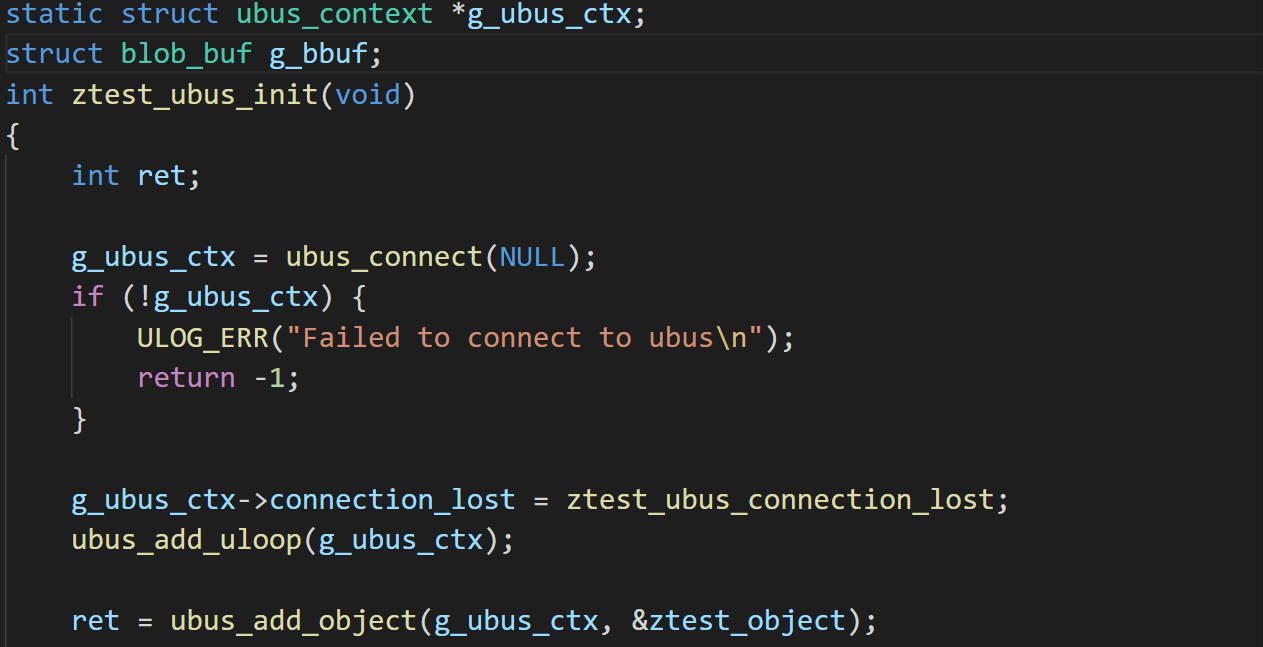 static struct ubus_context *g_ubus_ctx;
struct blob_buf g_bbuf;
int ztest_ubus_init(void)
{
    int ret;

    g_ubus_ctx = ubus_connect(NULL);
    if (!g_ubus_ctx) {
        ULOG_ERR("Failed to connect to ubus\n");
        return -1;
    }

    g_ubus_ctx->connection_lost = ztest_ubus_connection_lost;
    ubus_add_uloop(g_ubus_ctx);

    ret = ubus_add_object(g_ubus_ctx, &ztest_object);